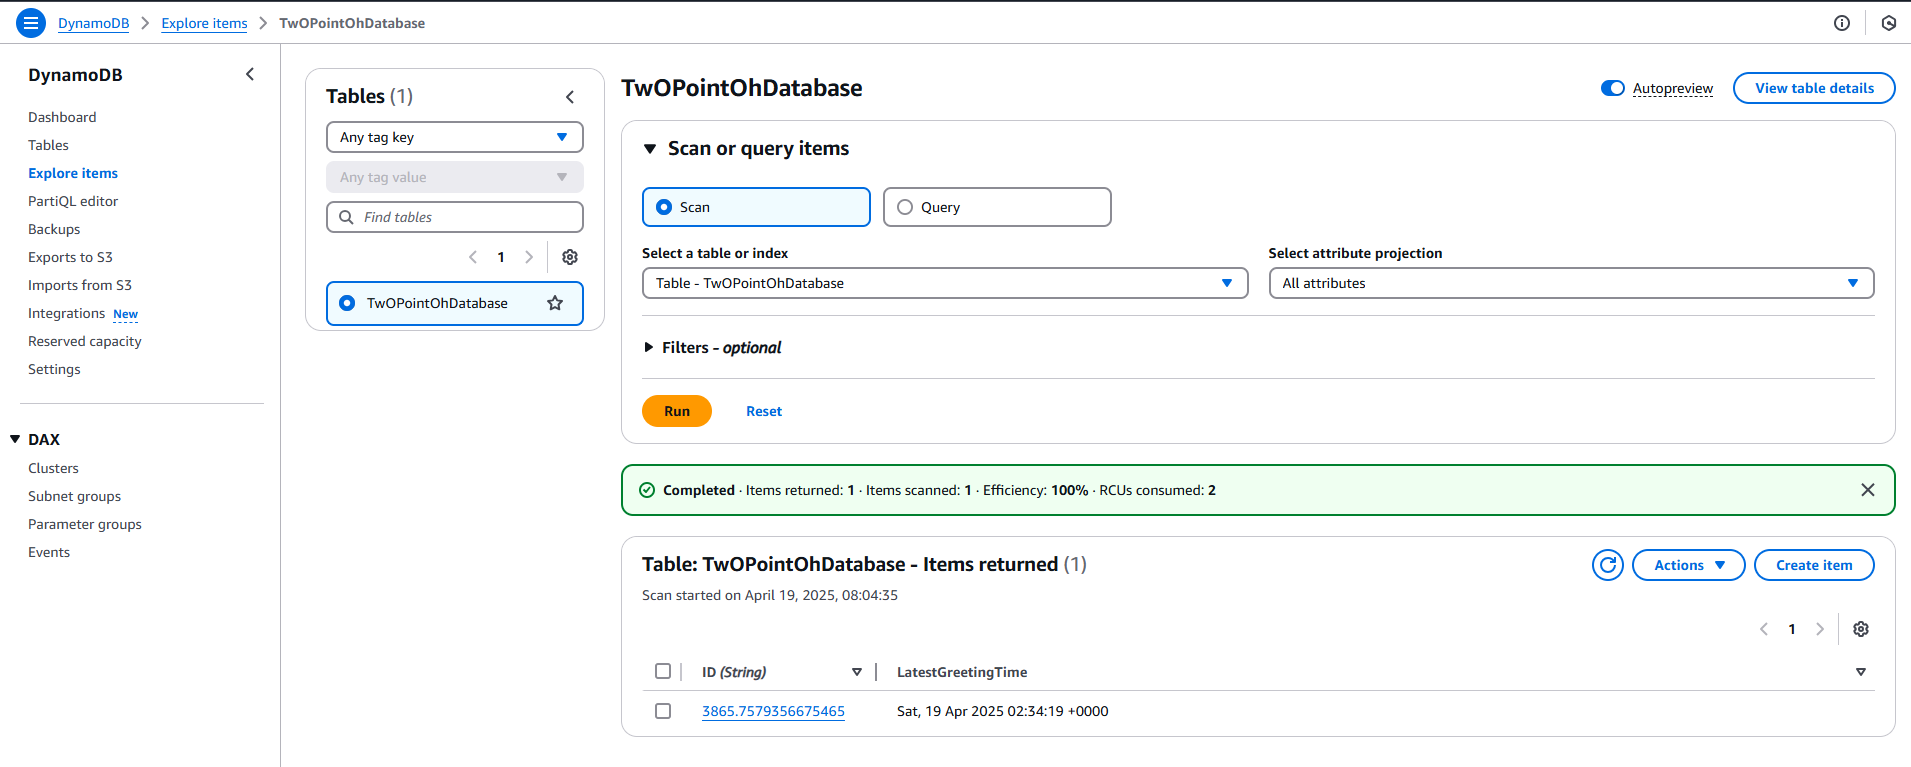 DynamoDB > Explore items > TwOPointOhDatabase
DynamoDB
Dashboard
Tables
Explore items
PartiQL editor
Backups
Exports to S3
Imports from S3
Integrations New
Reserved capacity
Settings
DAX
Clusters
Subnet groups
Parameter groups
Events
Tables (1)
Any tag key
Any tag value
Find tables
1
TwOPointOhDatabase
TwOPointOhDatabase
Autopreview
View table details
Scan or query items
Scan
Query
Select a table or index
Table - TwOPointOhDatabase
Select attribute projection
All attributes
Filters - optional
Run
Reset
Completed · Items returned: 1 · Items scanned: 1 · Efficiency: 100% · RCUs consumed: 2
Table: TwOPointOhDatabase - Items returned (1)
Scan started on April 19, 2025, 08:04:35
Actions
Create item
1
ID (String)
LatestGreetingTime
3865.7579356675465
Sat, 19 Apr 2025 02:34:19 +0000